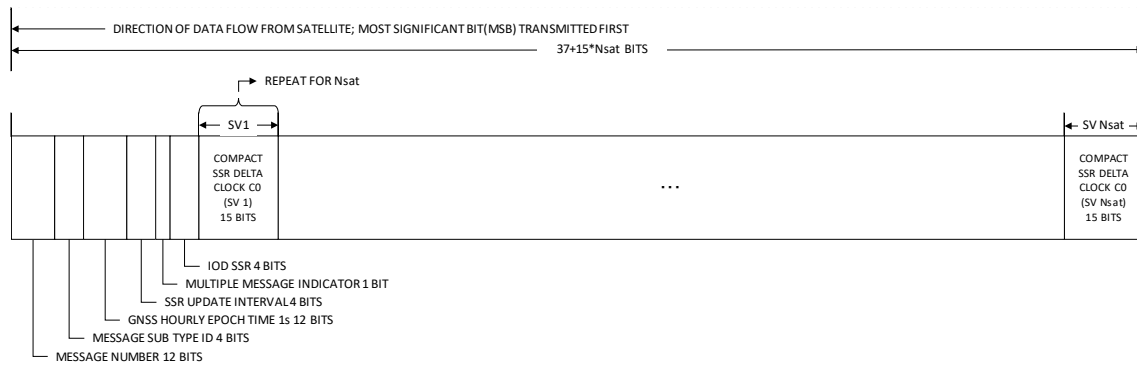 DIRECTION OF DATA FLOW FROM SATELLITE; MOST SIGNIFICANT BIT(MSB) TRANSMITTED FIRST
37+15*Nsat BITS
REPEAT FOR Nsat
SV1
SV Nsat
COMPACT
SSR DELTA
CLOCK C0
(SV 1)
15 BITS
...
COMPACT
SSR DELTA
CLOCK C0
(SV Nsat)
15 BITS
IOD SSR 4 BITS
MULTIPLE MESSAGE INDICATOR 1 BIT
SSR UPDATE INTERVAL 4 BITS
GNSS HOURLY EPOCH TIME 1s 12 BITS
MESSAGE SUB TYPE ID 4 BITS
MESSAGE NUMBER 12 BITS